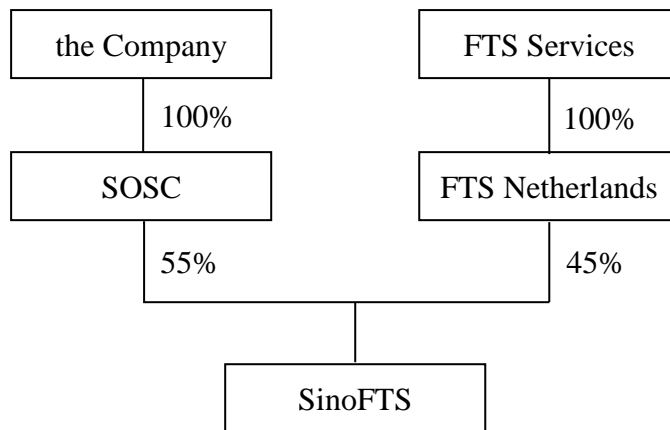 the Company
FTS Services
100%
100%
SOSC
FTS Netherlands
55%
45%
SinoFTS